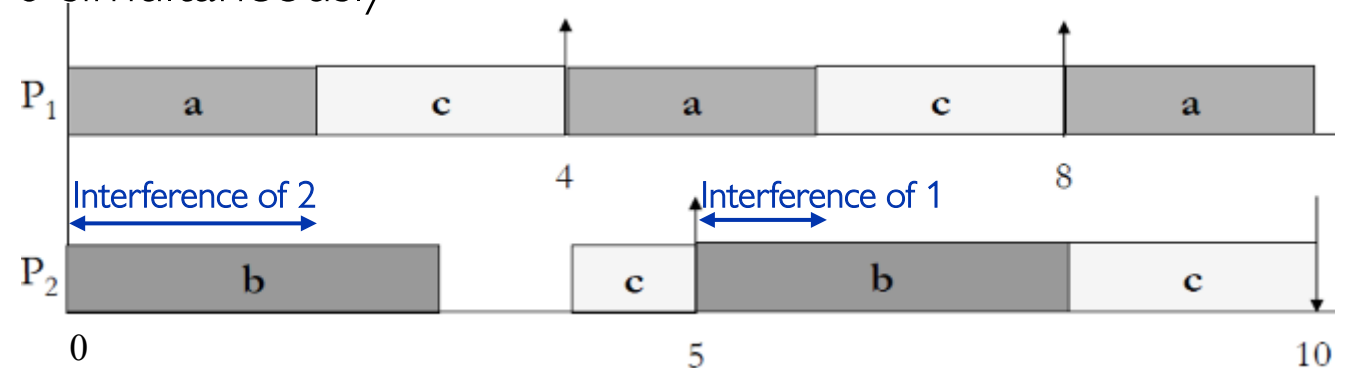 P1 a c a c a
4 8
Interference of 2 Interference of 1
P2 b c b c
0 5 10